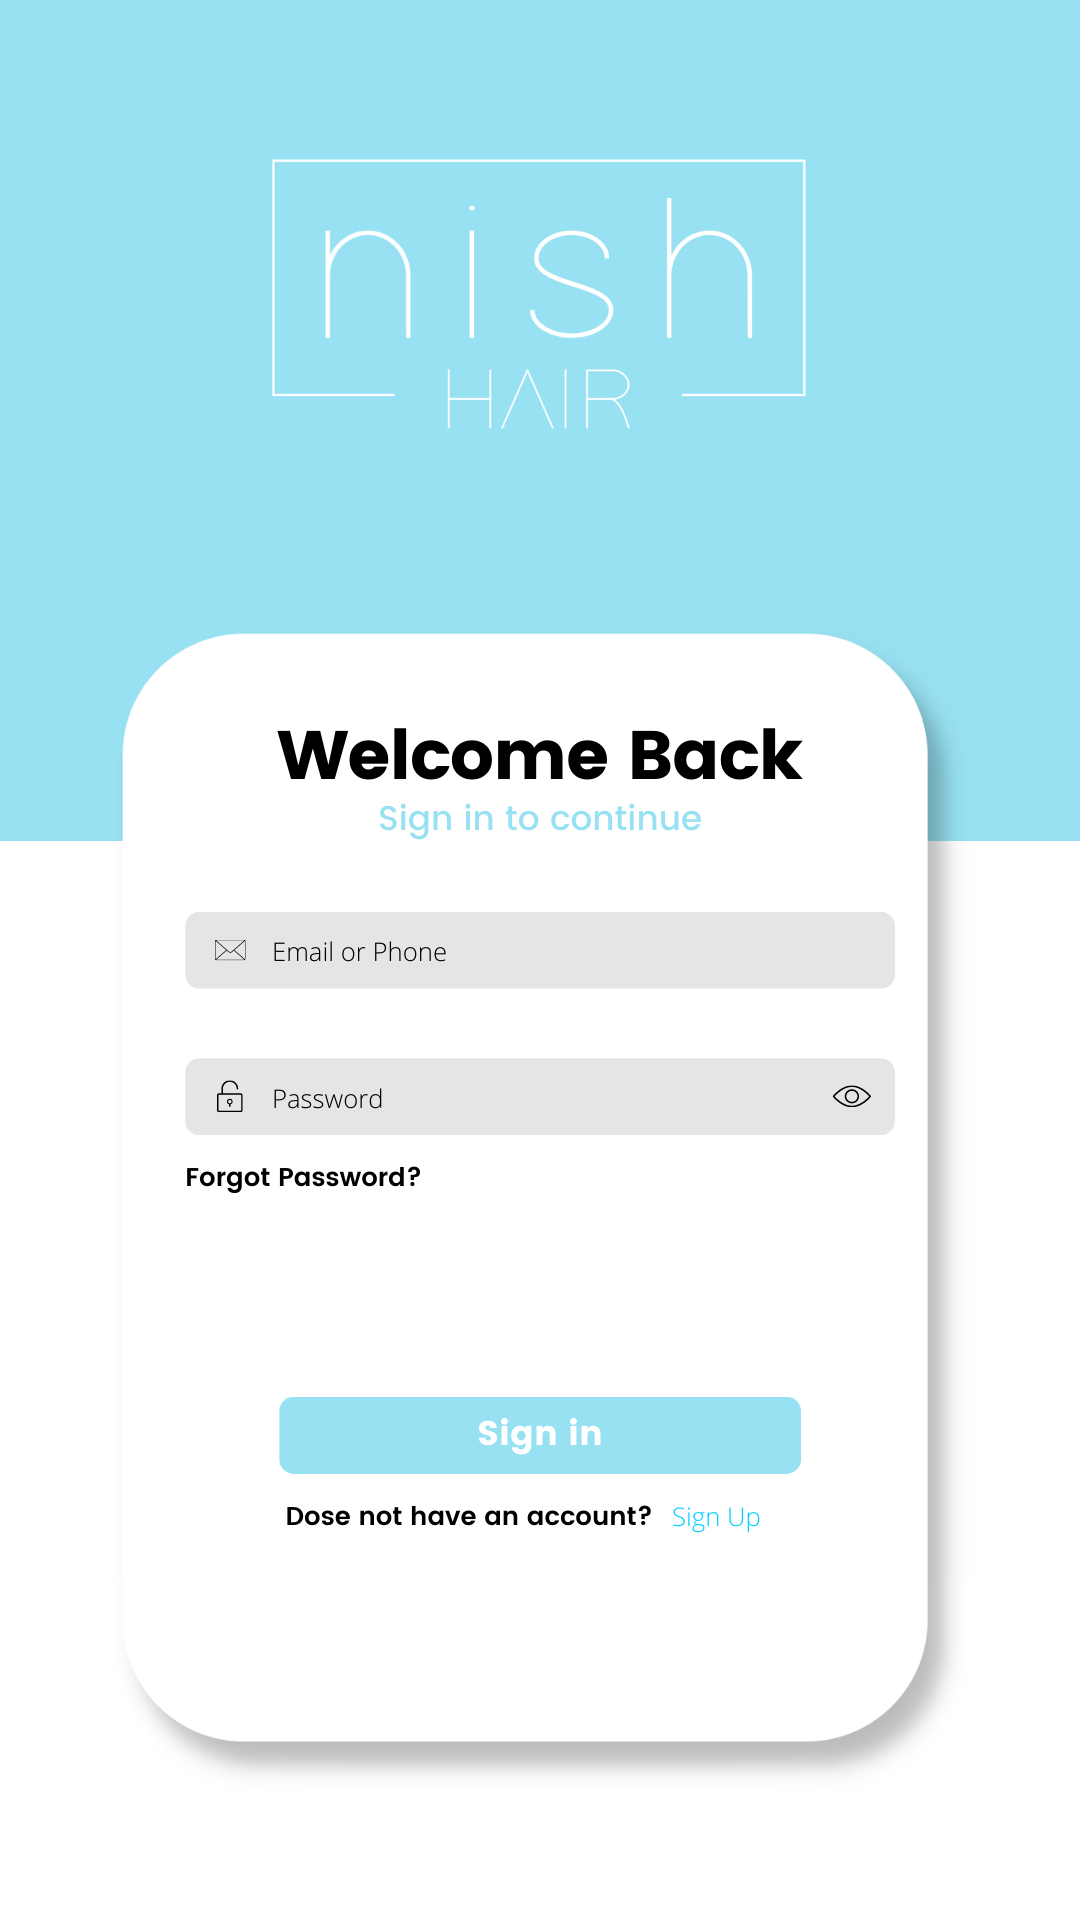 nish
HAIR
Welcome Back
Sign in to continue
Email or Phone
Password
Forgot Password?
Sign in
Dose not have an account? Sign Up